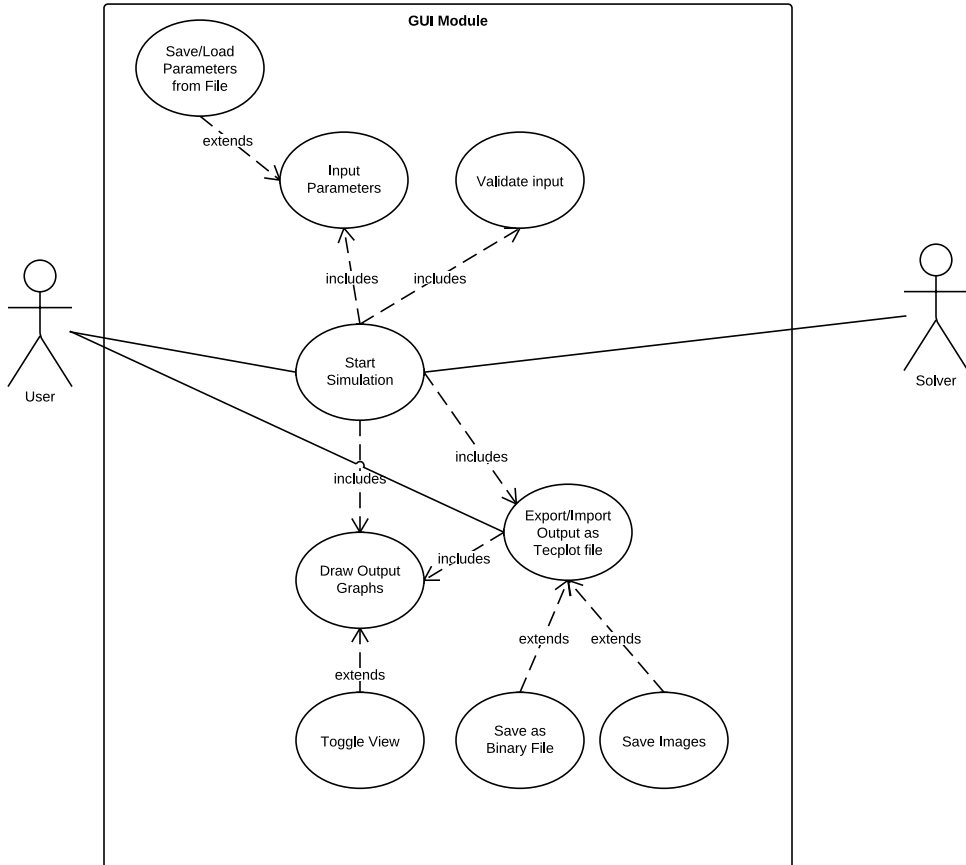 GUI Module
Save/Load
Parameters
from File
extends
Input
Parameters
Validate input
includes
includes
Start
Simulation
User
Solver
includes
includes
Export/Import
Output as
Tecplot file
includes
Draw Output
Graphs
extends
extends
extends
Toggle View
Save as
Binary File
Save Images